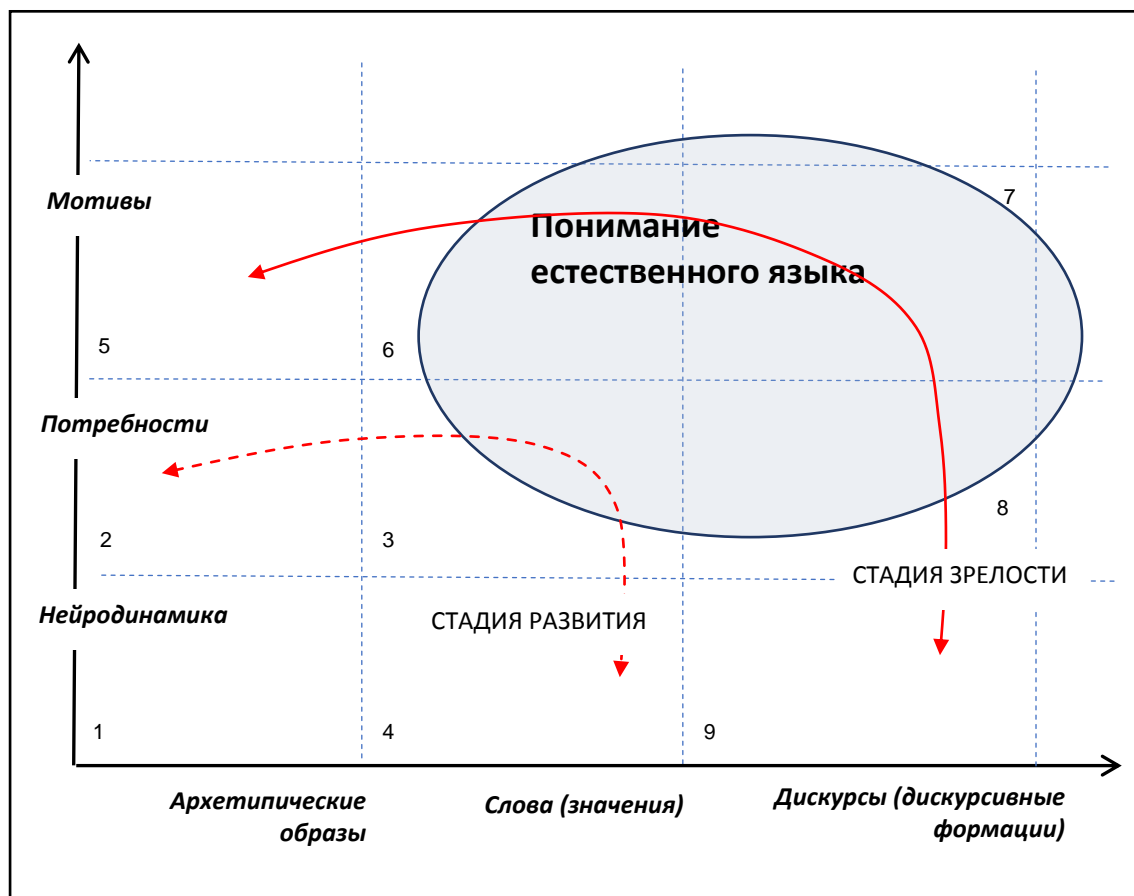 Мотивы
7
Понимание
естественного языка
5
6
Потребности
8
2
3
СТАДИЯ ЗРЕЛОСТИ
Нейродинамика
СТАДИЯ РАЗВИТИЯ
1
4
9
Архетипические
образы
Слова (значения)
Дискурсы (дискурсивные
формации)